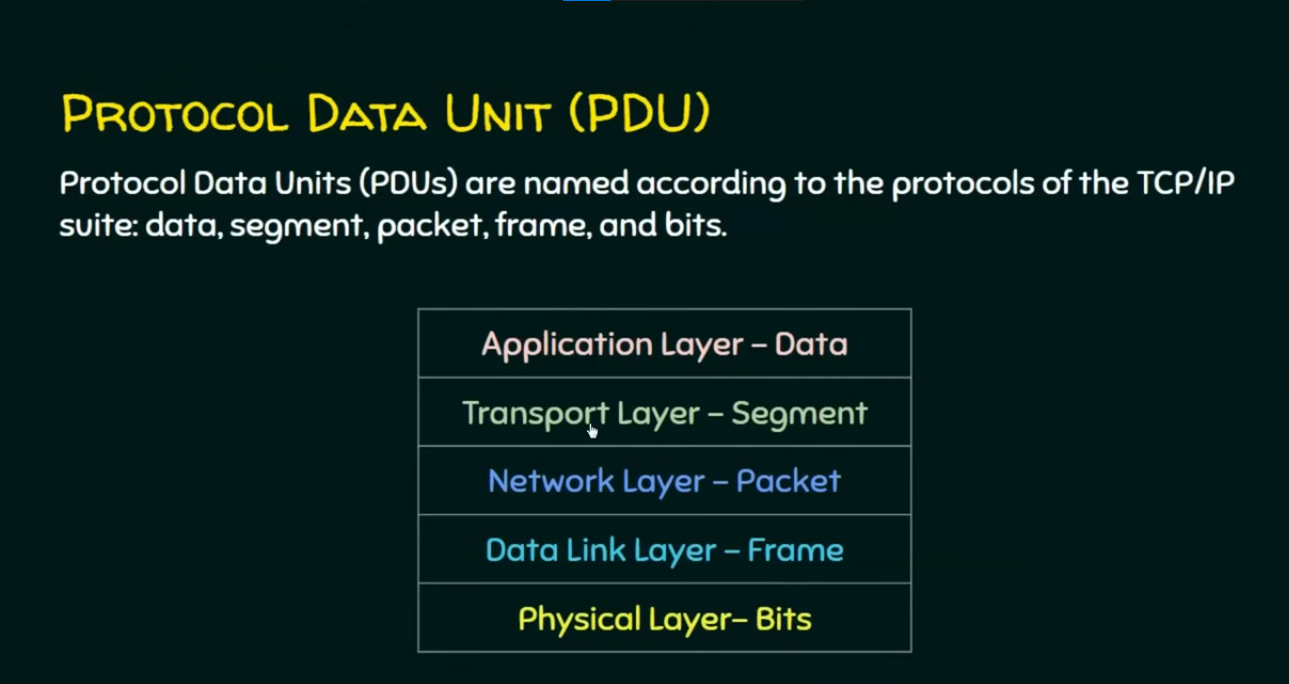 Protocol Data Unit (PDU)
Protocol Data Units (PDUs) are named according to the protocols of the TCP/IP
suite: data, segment, packet, frame, and bits.
Application Layer – Data
Transport Layer – Segment
Network Layer – Packet
Data Link Layer – Frame
Physical Layer– Bits